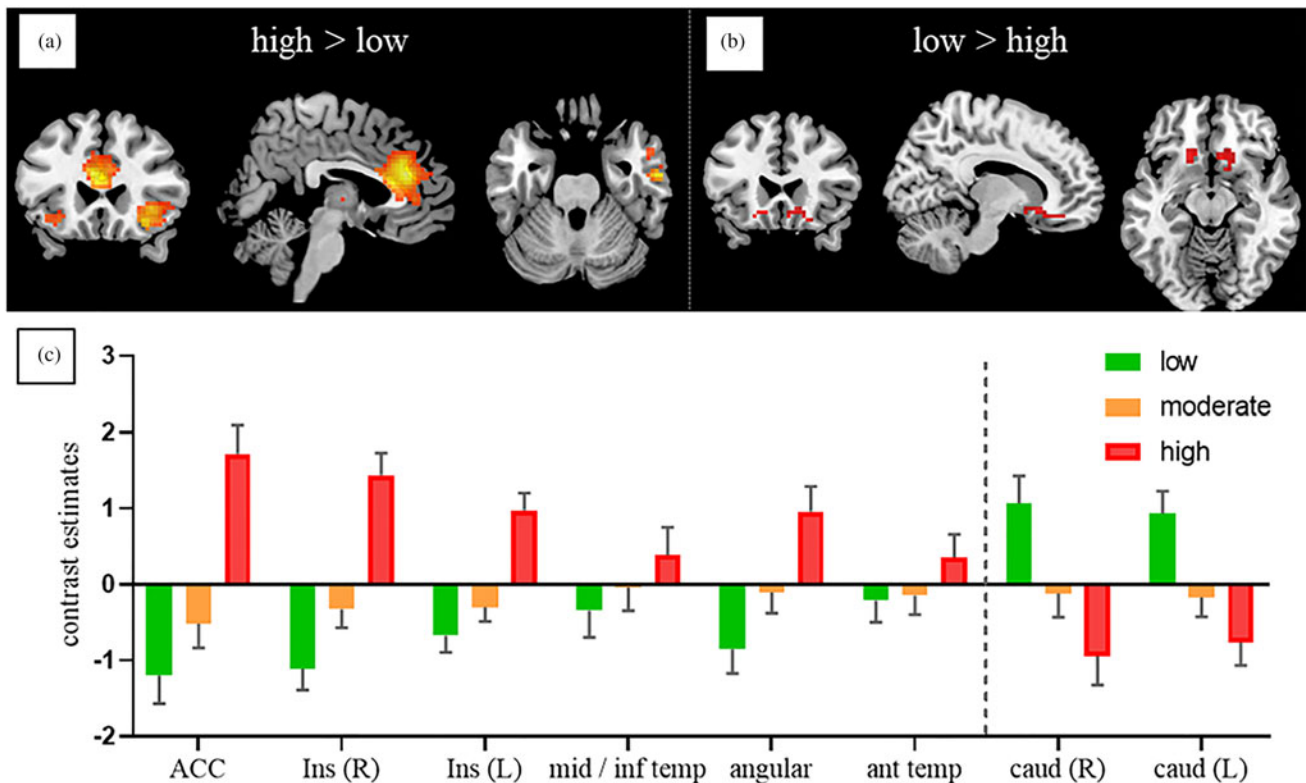 (a)
high > low
(b)
low > high
(c)
3
2
1
0
-1
-2
contrast estimates
low
moderate
high
ACC
Ins (R)
Ins (L)
mid / inf temp
angular
ant temp
caud (R)
caud (L)